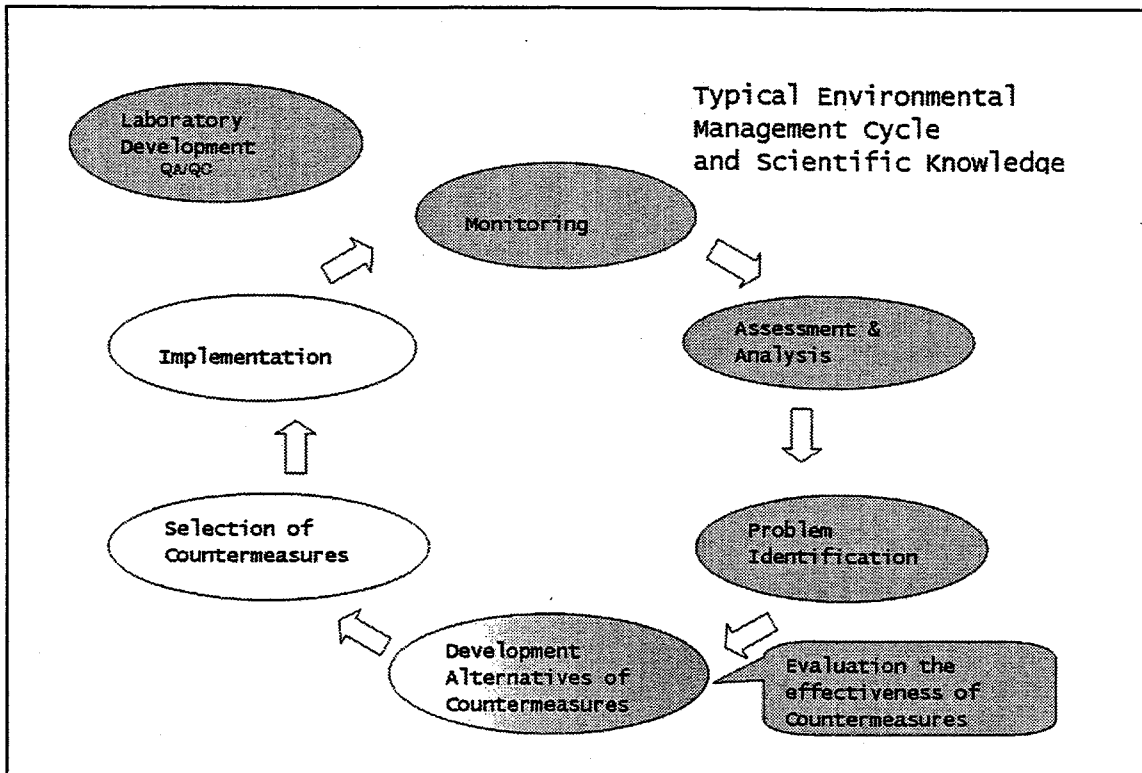 Typical Environmental
Management Cycle
and Scientific Knowledge
Laboratory
Development
QA/QC
Monitoring
Assessment &
Analysis
Problem
Identification
Evaluation the
effectiveness of
Countermeasures
Development
Alternatives of
Countermeasures
Selection of
Countermeasures
Implementation